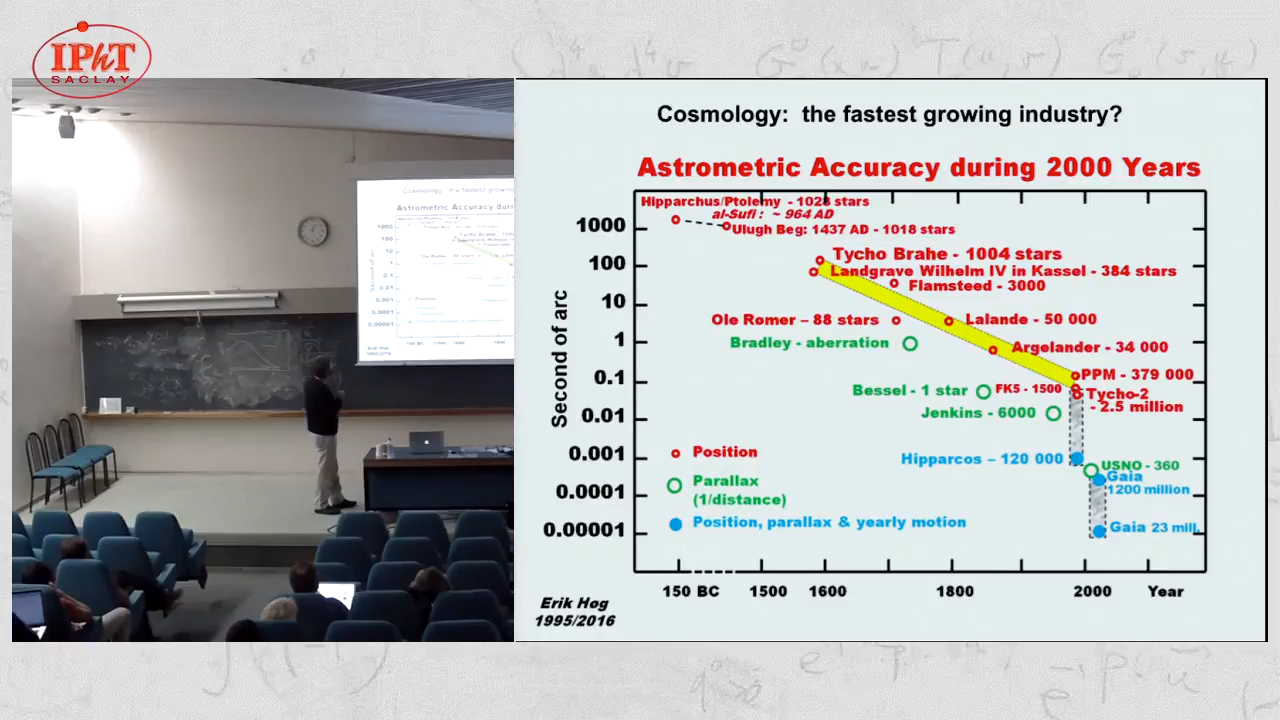 IPhT
SACLAY
Cosmology: the fastest growing industry?
Astrometric Accuracy during 2000 Years
Hipparchus/Ptolemy - 1028 stars
al-Sufi : ~ 964 AD
Ulugh Beg: 1437 AD - 1018 stars
1000
Tycho Brahe - 1004 stars
100
Landgrave Wilhelm IV in Kassel - 384 stars
Flamsteed - 3000
10
Ole Rømer – 88 stars
Lalande - 50 000
1
Bradley - aberration
Argelander - 34 000
0.1
PPM - 379 000
Bessel - 1 star
FK5 - 1500
Tycho-2
- 2.5 million
0.01
Jenkins - 6000
0.001
Position
Hipparcos – 120 000
USNO - 360
Gaia
1200 million
0.0001
Parallax
(1/distance)
0.00001
Position, parallax & yearly motion
Gaia 23 mill.
Second of arc
150 BC
1500
1600
1800
2000
Year
Erik Høg
1995/2016